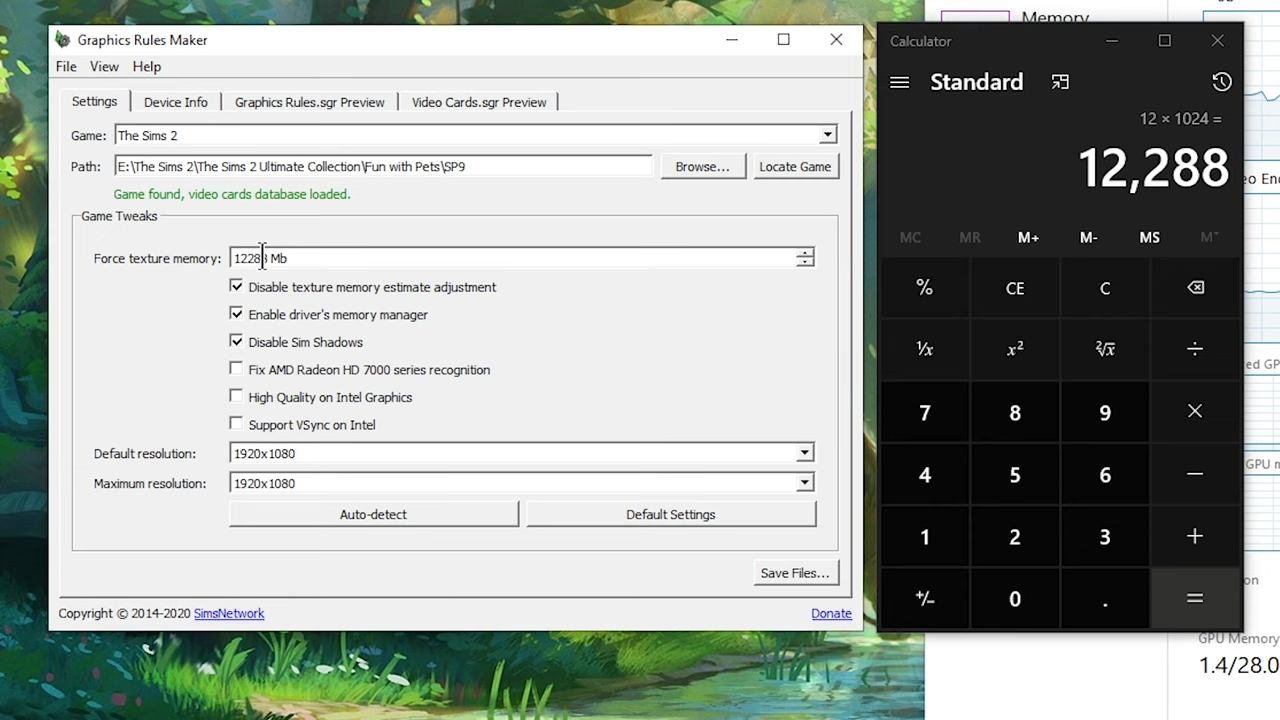 Graphics Rules Maker
File View Help
Settings Device Info Graphics Rules.sgr Preview Video Cards.sgr Preview
Game: The Sims 2
Path: E:\The Sims 2\The Sims 2 Ultimate Collection\Fun with Pets\SP9 Browse... Locate Game
Game found, video cards database loaded.
Game Tweaks
Force texture memory: 12288 Mb
Disable texture memory estimate adjustment
Enable driver's memory manager
Disable Sim Shadows
Fix AMD Radeon HD 7000 series recognition
High Quality on Intel Graphics
Support VSync on Intel
Default resolution: 1920x1080
Maximum resolution: 1920x1080
Auto-detect Default Settings
Save Files...
Copyright © 2014-2020 SimsNetwork Donate
Memory
Calculator
Standard
12 × 1024 =
12,288
MC MR M+ M- MS
% CE C
¹/x x² ²√x ÷
7 8 9 ×
4 5 6 −
1 2 3 +
+/− 0 . =
GPU Memory
1.4/28.0